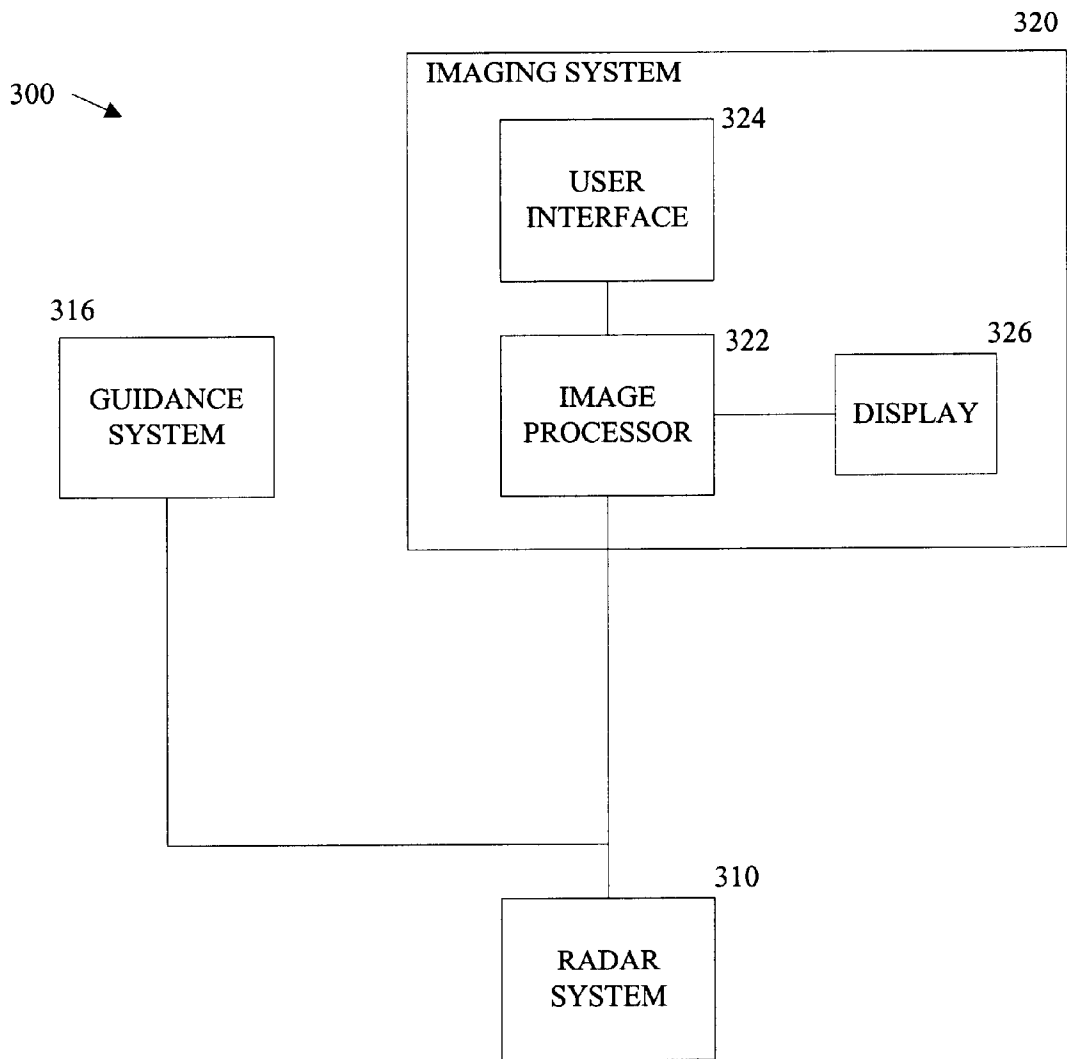 320
IMAGING SYSTEM
300
324
USER
INTERFACE
316
322
326
GUIDANCE
SYSTEM
IMAGE
PROCESSOR
DISPLAY
310
RADAR
SYSTEM